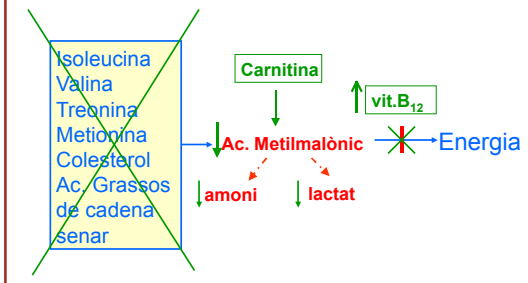 Isoleucina
Valina
Treonina
Metionina
Colesterol
Ac. Grassos
de cadena
senar
Carnitina
vit.B₁₂
Ac. Metilmalònic
Energia
amoni
lactat